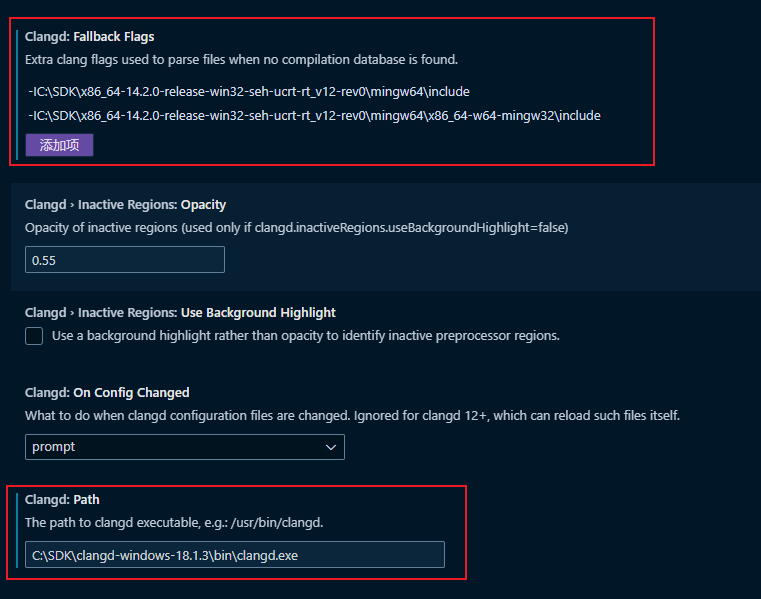 Clangd: Fallback Flags
Extra clang flags used to parse files when no compilation database is found.
-IC:\SDK\x86_64-14.2.0-release-win32-seh-ucrt-rt_v12-rev0\mingw64\include
-IC:\SDK\x86_64-14.2.0-release-win32-seh-ucrt-rt_v12-rev0\mingw64\x86_64-w64-mingw32\include
添加项
Clangd › Inactive Regions: Opacity
Opacity of inactive regions (used only if clangd.inactiveRegions.useBackgroundHighlight=false)
0.55
Clangd › Inactive Regions: Use Background Highlight
Use a background highlight rather than opacity to identify inactive preprocessor regions.
Clangd: On Config Changed
What to do when clangd configuration files are changed. Ignored for clangd 12+, which can reload such files itself.
prompt
Clangd: Path
The path to clangd executable, e.g.: /usr/bin/clangd.
C:\SDK\clangd-windows-18.1.3\bin\clangd.exe